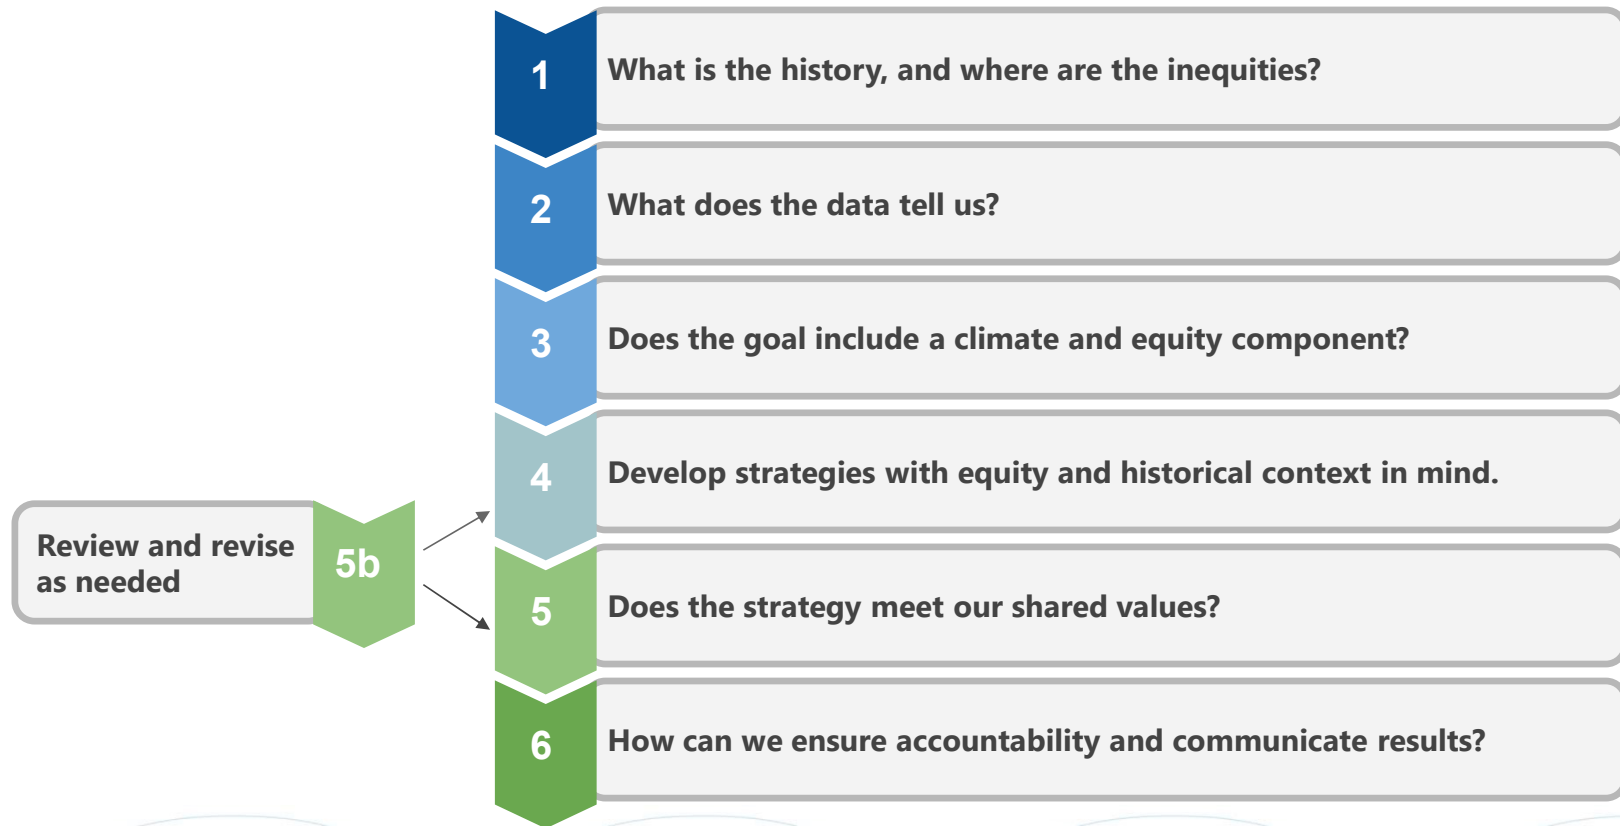 1
What is the history, and where are the inequities?
2
What does the data tell us?
3
Does the goal include a climate and equity component?
4
Develop strategies with equity and historical context in mind.
Review and revise
as needed
5b
5
Does the strategy meet our shared values?
6
How can we ensure accountability and communicate results?